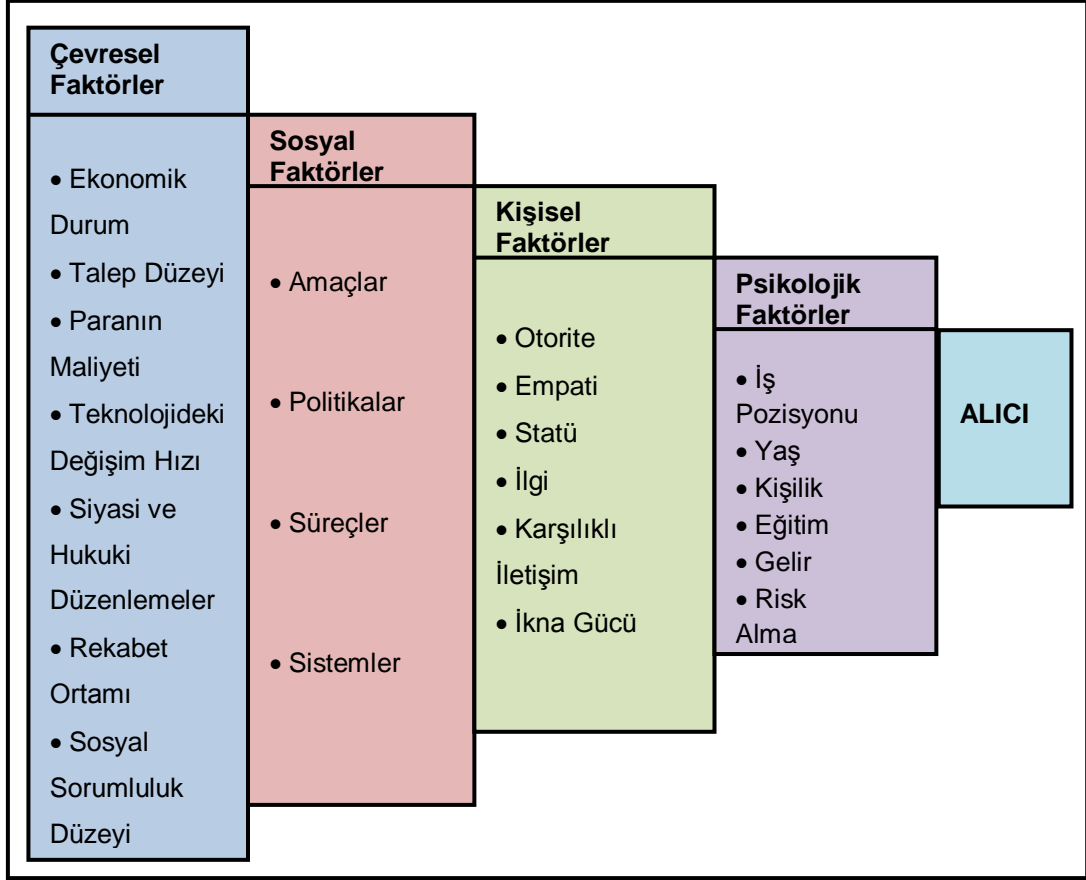 Çevresel
Faktörler
• Ekonomik
Durum
• Talep Düzeyi
• Paranın
Maliyeti
• Teknolojideki
Değişim Hızı
• Siyasi ve
Hukuki
Düzenlemeler
• Rekabet
Ortamı
• Sosyal
Sorumluluk
Düzeyi
Sosyal
Faktörler
• Amaçlar
• Politikalar
• Süreçler
• Sistemler
Kişisel
Faktörler
• Otorite
• Empati
• Statü
• İlgi
• Karşılıklı
İletişim
• İkna Gücü
Psikolojik
Faktörler
• İş
Pozisyonu
• Yaş
• Kişilik
• Eğitim
• Gelir
• Risk
Alma
ALICI